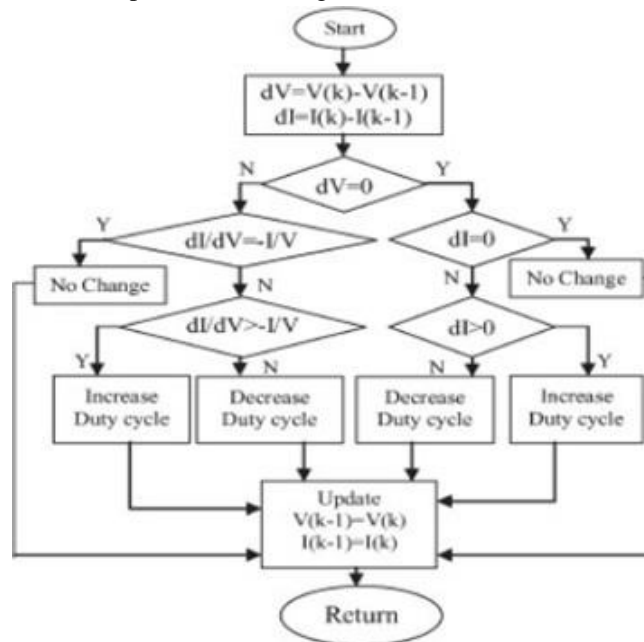 Start
dV=V(k)-V(k-1)
dI=I(k)-I(k-1)
N
Y
dV=0
Y
dI/dV=-I/V
dI=0
Y
No Change
N
N
No Change
dI/dV>-I/V
dI>0
Y
N
N
Y
Increase
Duty cycle
Decrease
Duty cycle
Decrease
Duty cycle
Increase
Duty cycle
Update
V(k-1)=V(k)
I(k-1)=I(k)
Return